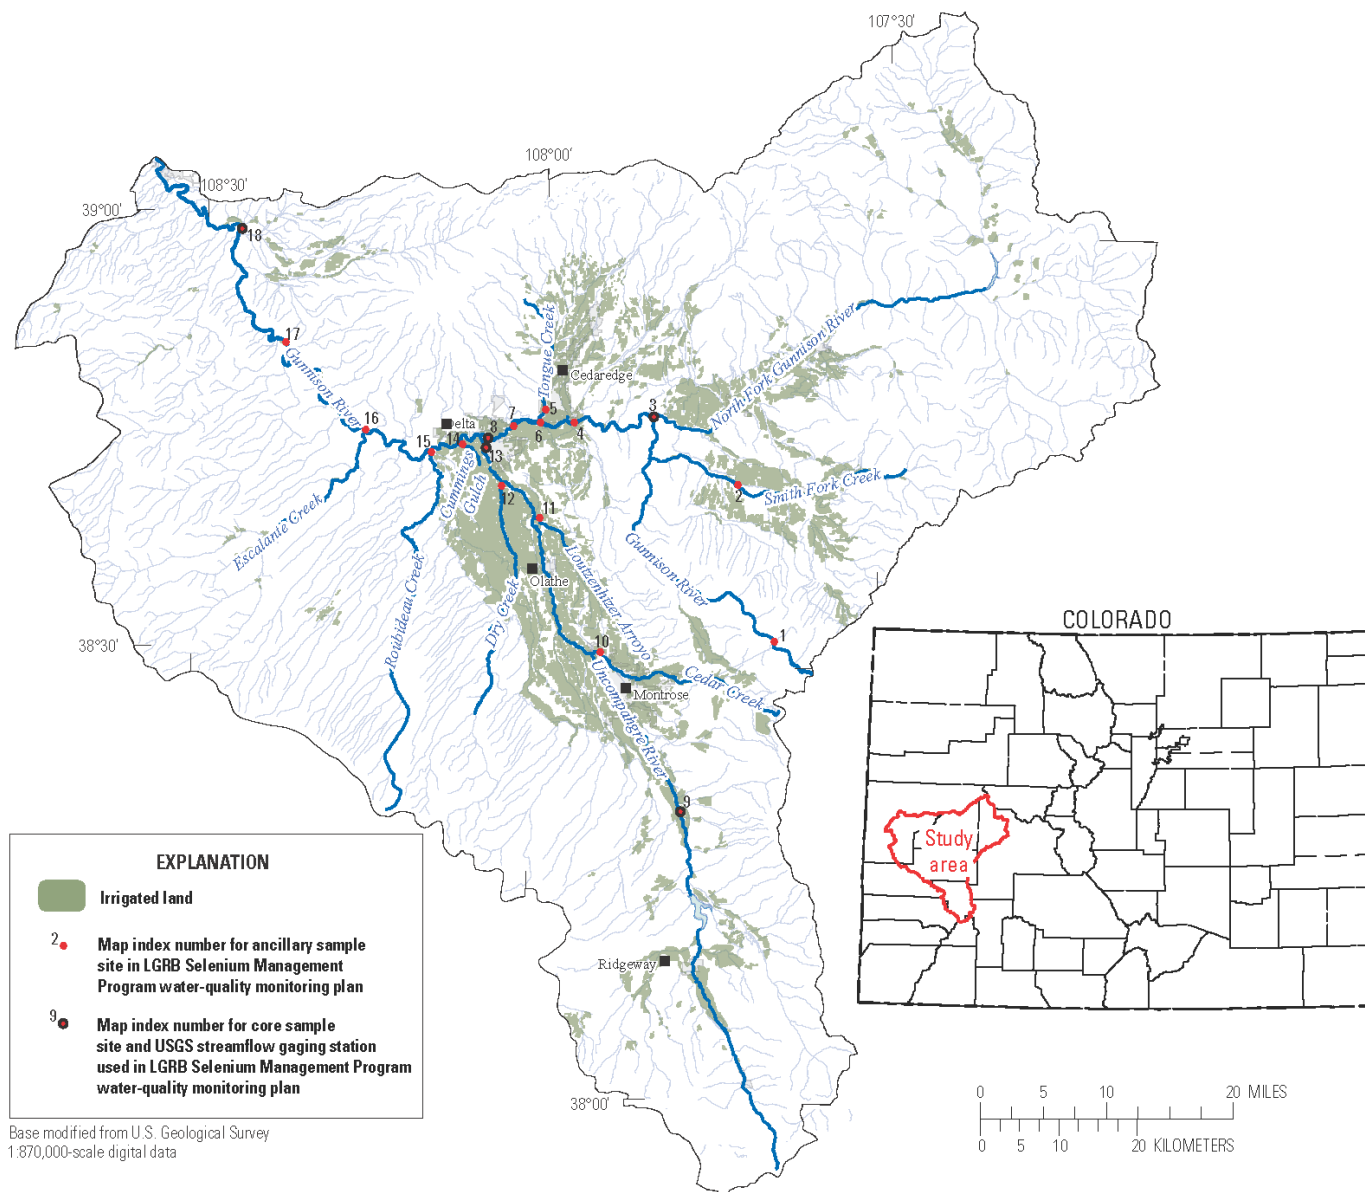 107°30'
108°00'
108°30'
39°00'
18
17
Gunnison River
Tongue Creek
Cedaredge
North Fork Gunnison River
3
5
7
6
4
16
Delta
8
14
15
13
Cummings
Gulch
12
2
Smith Fork Creek
11
Escalante Creek
Loutzenhizer Arroyo
Gunnison River
Olathe
Roubideau Creek
Dry Creek
1
10
38°30'
Cedar Creek
Montrose
Uncompahgre River
9
Ridgeway
38°00'
COLORADO
Study
area
EXPLANATION
Irrigated land
2
Map index number for ancillary sample
site in LGRB Selenium Management
Program water-quality monitoring plan
9
Map index number for core sample
site and USGS streamflow gaging station
used in LGRB Selenium Management Program
water-quality monitoring plan
Base modified from U.S. Geological Survey
1:870,000-scale digital data
0 5 10 20 MILES
0 5 10 20 KILOMETERS